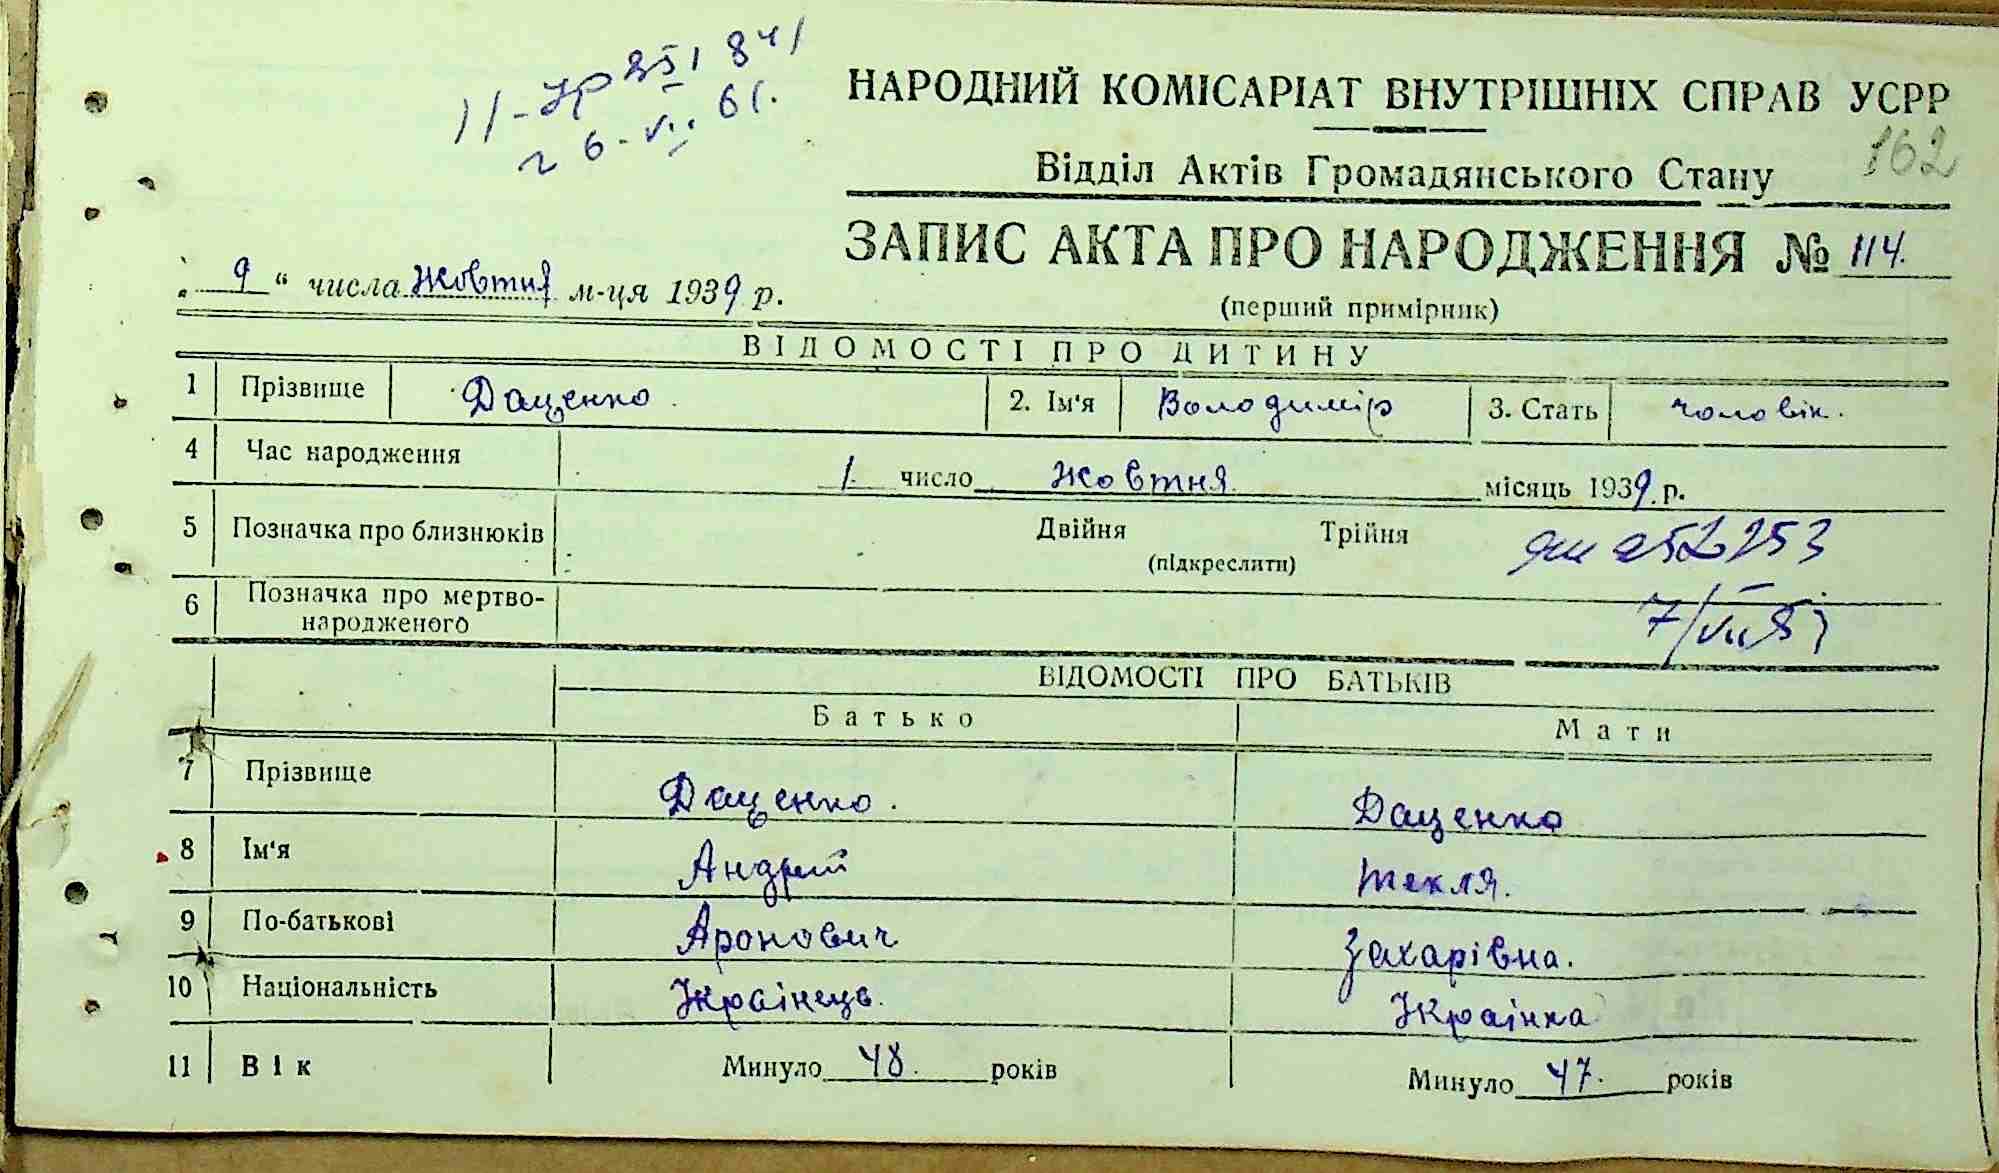 НАРОДНИЙ КОМІСАРІАТ ВНУТРІШНІХ СПРАВ УСРР
162
Відділ Актів Громадянського Стану
ЗАПИС АКТА ПРО НАРОДЖЕННЯ № 114.
„ 9 “ числа Жовтня м-ця 1939 р.
(перший примірник)
ВІДОМОСТІ ПРО ДИТИНУ
1 Прізвище Даценко. 2. Ім'я Володимір 3. Стать чоловік.
4 Час народження 1 число жовтня місяць 1939 р.
5 Позначка про близнюків Двійня Трійня
(підкреслити)
252253
6 Позначка про мертво-
народженого
ВІДОМОСТІ ПРО БАТЬКІВ
Батько Мати
7 Прізвище Даценко. Даценко
8 Ім'я Андрій Текля.
9 По-батькові Аронович Захарівна.
10 Національність Українець. Українка
11 Вік Минуло 48. років Минуло 47. років